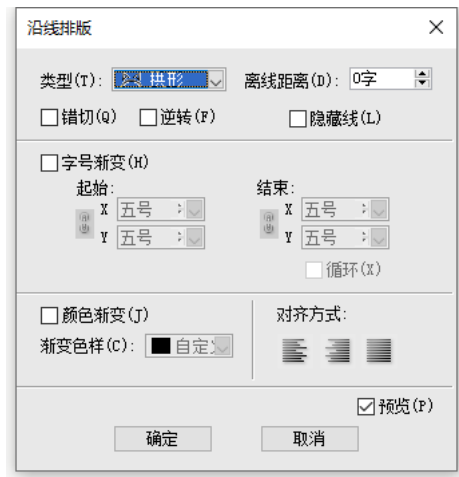 沿线排版
类型(T): 拱形 离线距离(D): 0字
错切(Q) 逆转(F) 隐藏线(L)
字号渐变(H)
起始: 结束:
X 五号 X 五号
Y 五号 Y 五号
循环(X)
颜色渐变(J) 对齐方式:
渐变色样(C): 自定义
预览(P)
确定 取消